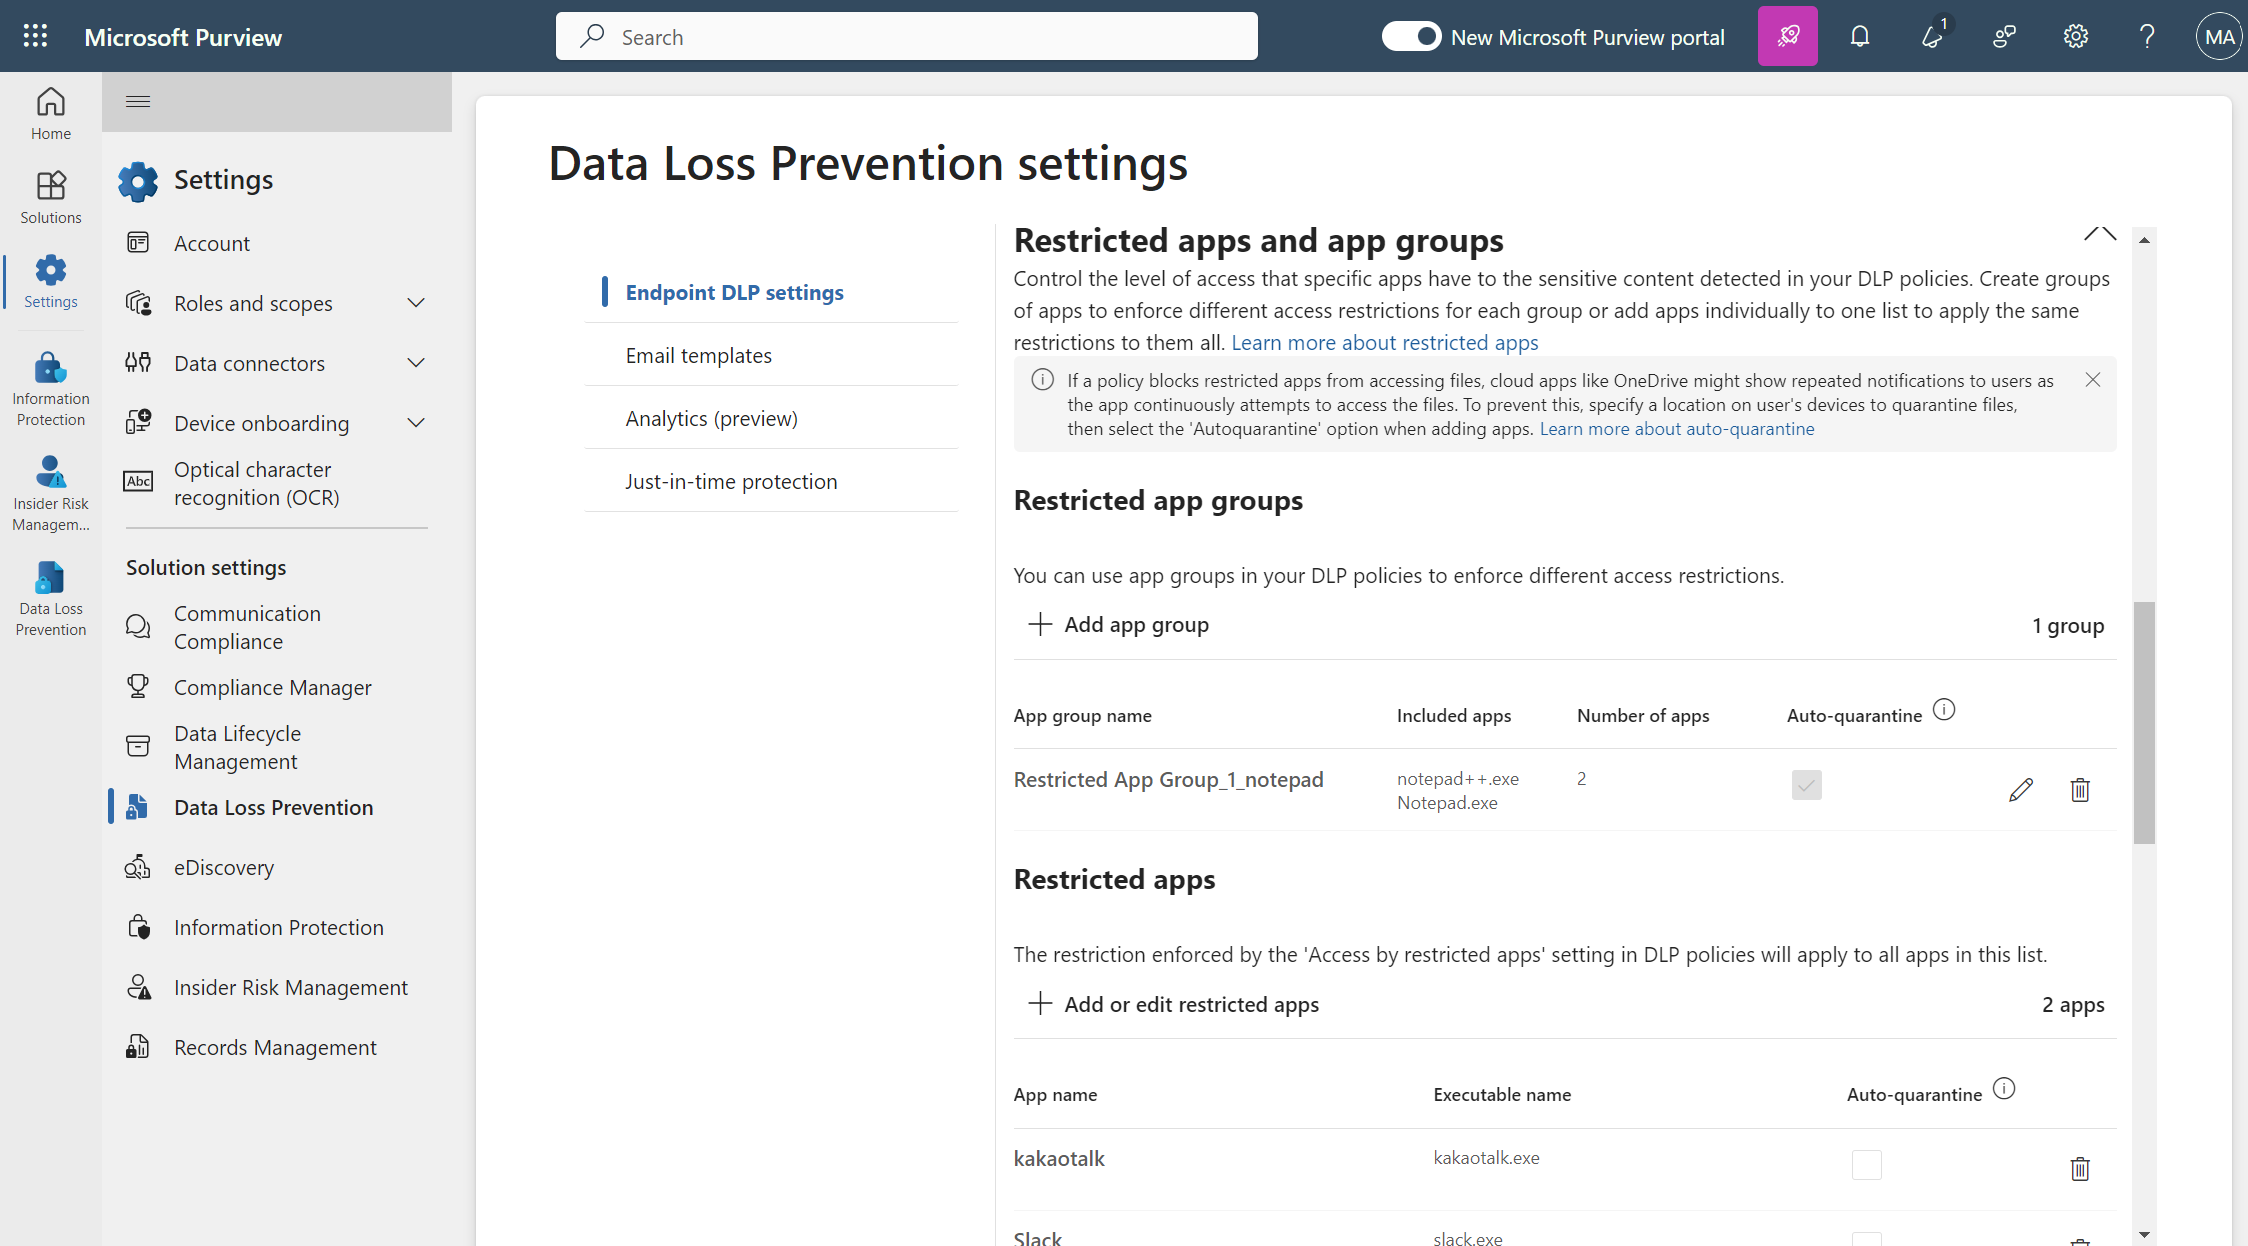 Microsoft Purview
Search
New Microsoft Purview portal
1
MA
Home
Solutions
Settings
Information
Protection
Insider Risk
Managem...
Data Loss
Prevention
Settings
Account
Roles and scopes
Data connectors
Device onboarding
Abc
Optical character
recognition (OCR)
Solution settings
Communication
Compliance
Compliance Manager
Data Lifecycle
Management
Data Loss Prevention
eDiscovery
Information Protection
Insider Risk Management
Records Management
Data Loss Prevention settings
Endpoint DLP settings
Email templates
Analytics (preview)
Just-in-time protection
Restricted apps and app groups
Control the level of access that specific apps have to the sensitive content detected in your DLP policies. Create groups
of apps to enforce different access restrictions for each group or add apps individually to one list to apply the same
restrictions to them all. Learn more about restricted apps
If a policy blocks restricted apps from accessing files, cloud apps like OneDrive might show repeated notifications to users as
the app continuously attempts to access the files. To prevent this, specify a location on user's devices to quarantine files,
then select the 'Autoquarantine' option when adding apps. Learn more about auto-quarantine
Restricted app groups
You can use app groups in your DLP policies to enforce different access restrictions.
Add app group
1 group
App group name Included apps Number of apps Auto-quarantine
Restricted App Group_1_notepad notepad++.exe 2
Notepad.exe
Restricted apps
The restriction enforced by the 'Access by restricted apps' setting in DLP policies will apply to all apps in this list.
Add or edit restricted apps
2 apps
App name Executable name Auto-quarantine
kakaotalk kakaotalk.exe
Slack slack.exe